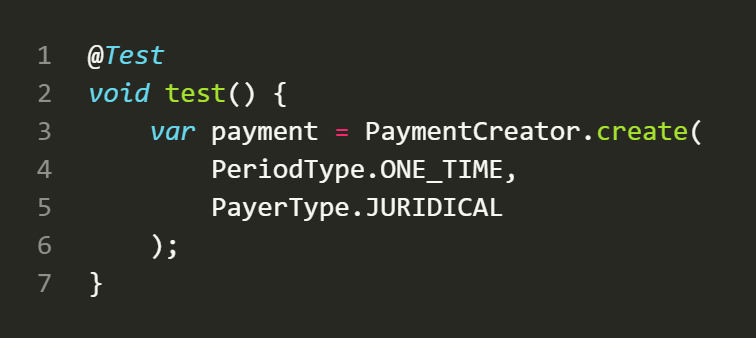 1 @Test
2 void test() {
3     var payment = PaymentCreator.create(
4         PeriodType.ONE_TIME,
5         PayerType.JURIDICAL
6     );
7 }